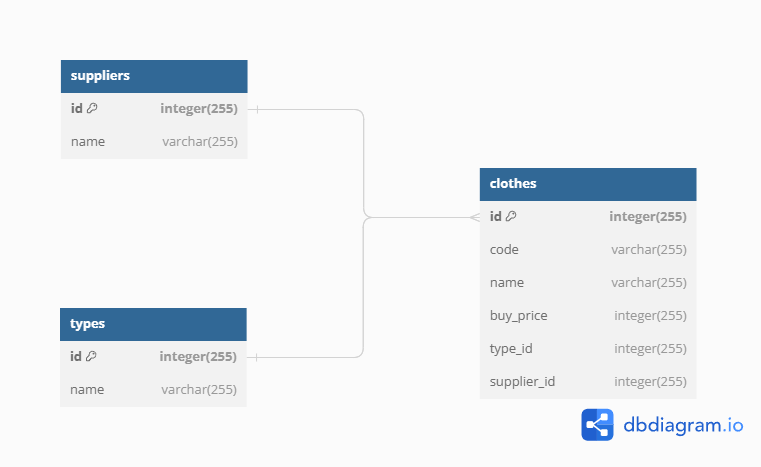 suppliers
id integer(255)
name varchar(255)
clothes
id integer(255)
code varchar(255)
name varchar(255)
buy_price integer(255)
type_id integer(255)
supplier_id integer(255)
types
id integer(255)
name varchar(255)
dbdiagram.io